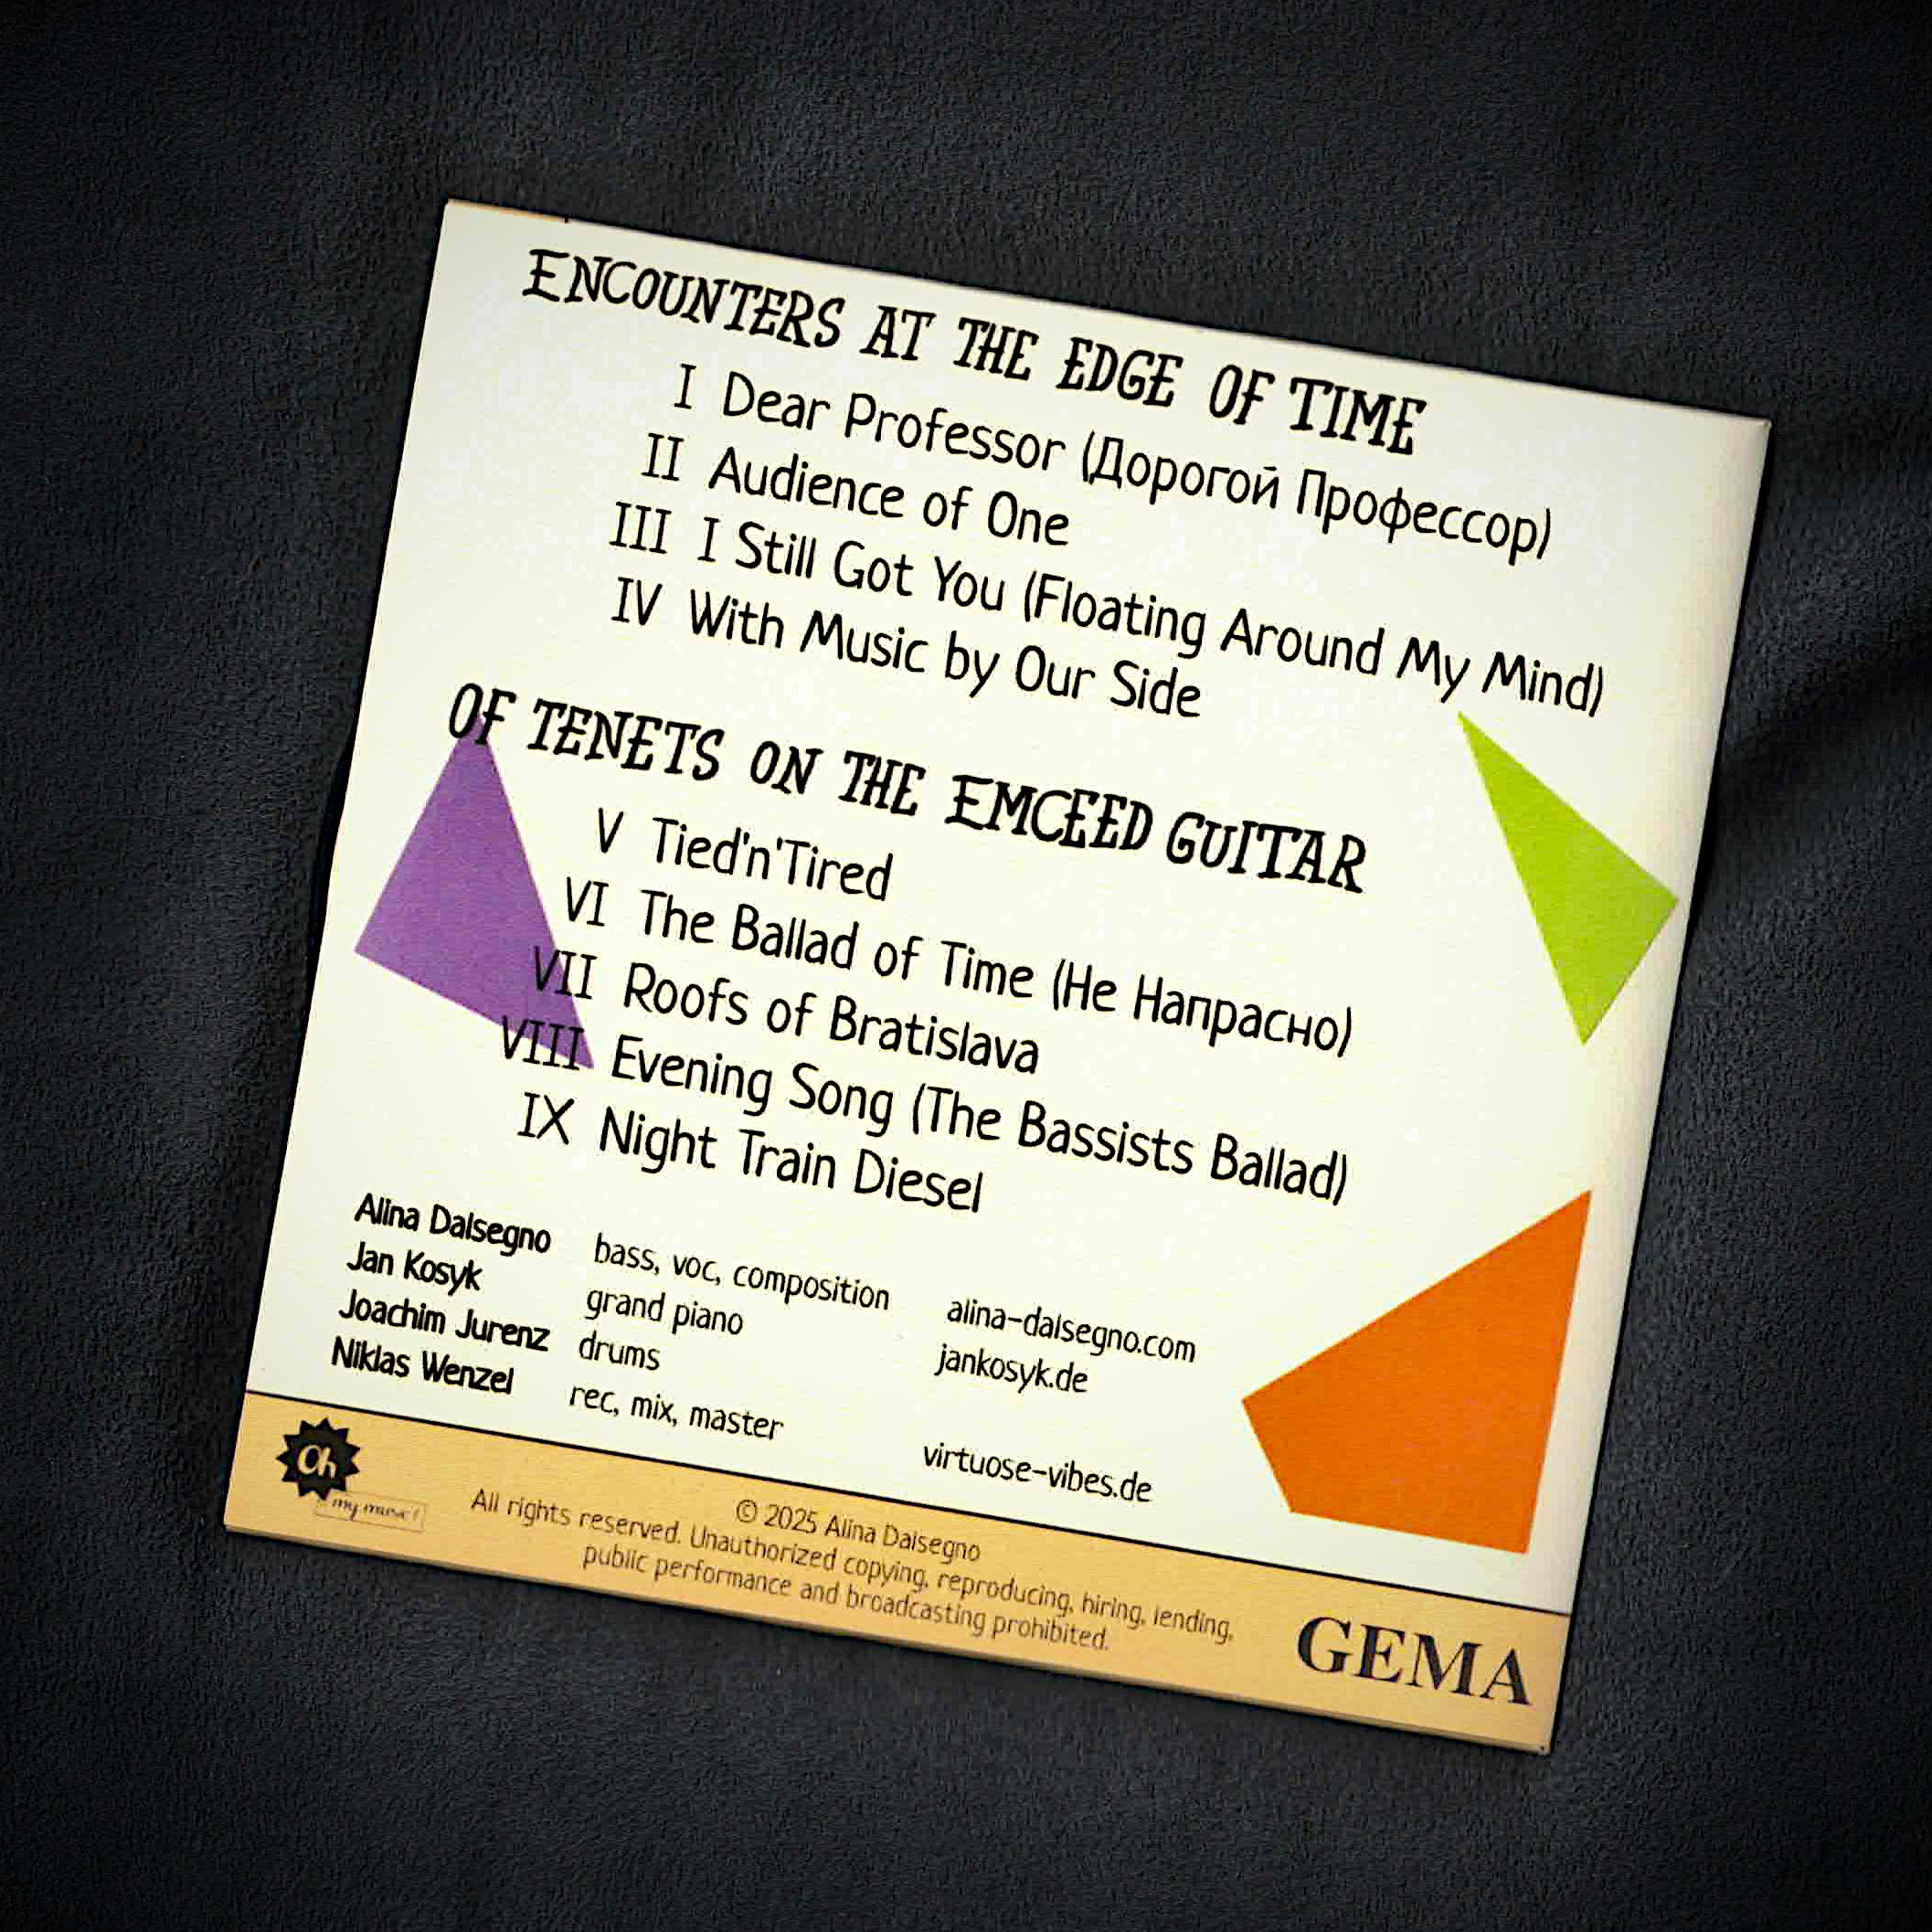 ENCOUNTERS AT THE EDGE OF TIME
I Dear Professor (Дорогой Профессор)
II Audience of One
III I Still Got You (Floating Around My Mind)
IV With Music by Our Side
OF TENETS ON THE EMCEED GUITAR
V Tied'n'Tired
VI The Ballad of Time (Не Напрасно)
VII Roofs of Bratislava
VIII Evening Song (The Bassists Ballad)
IX Night Train Diesel
Alina Dalsegno bass, voc, composition alina-dalsegno.com
Jan Kosyk grand piano jankosyk.de
Joachim Jurenz drums
Niklas Wenzel rec, mix, master virtuose-vibes.de
Oh
my music!
© 2025 Alina Dalsegno
All rights reserved. Unauthorized copying, reproducing, hiring, lending,
public performance and broadcasting prohibited.
GEMA